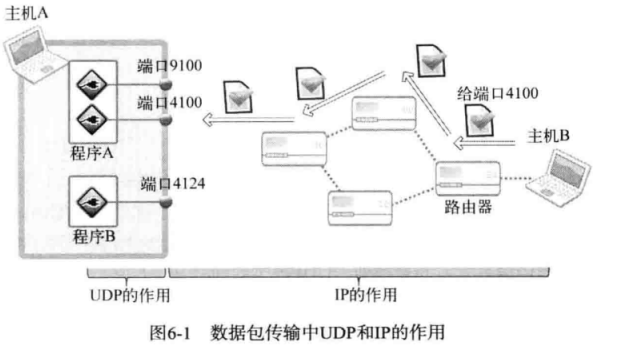 主机A
端口9100
端口4100
给端口4100
主机B
程序A
端口4124
路由器
程序B
UDP的作用
IP的作用
图6-1 数据包传输中UDP和IP的作用